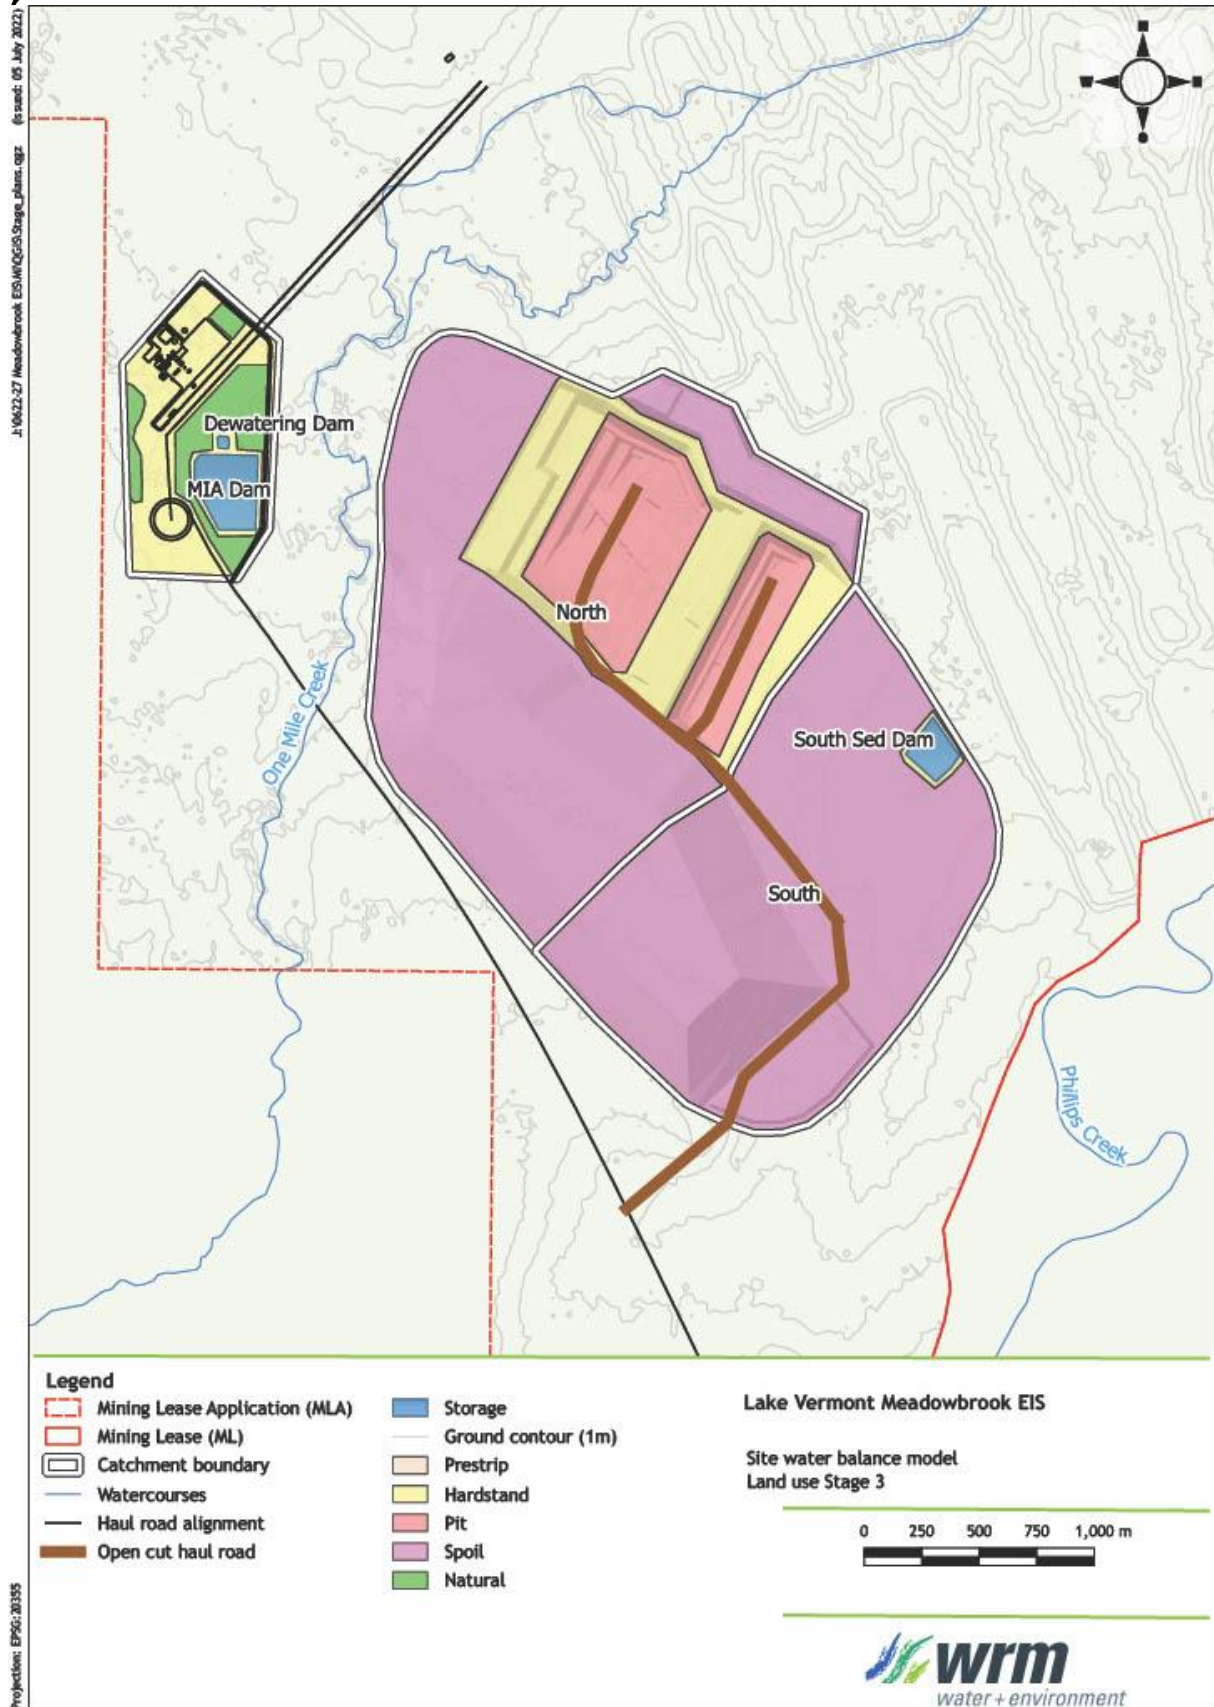 (Issued: 05 July 2022)
Dewatering Dam
MIA Dam
North
One Mile Creek
South Sed Dam
South
Phillips Creek
Legend
Mining Lease Application (MLA)
Mining Lease (ML)
Catchment boundary
Watercourses
Haul road alignment
Open cut haul road
Storage
Ground contour (1m)
Prestrip
Hardstand
Pit
Spoil
Natural
Lake Vermont Meadowbrook EIS
Site water balance model
Land use Stage 3
0 250 500 750 1,000 m
Projection: EPSG:20355
wrm
water + environment